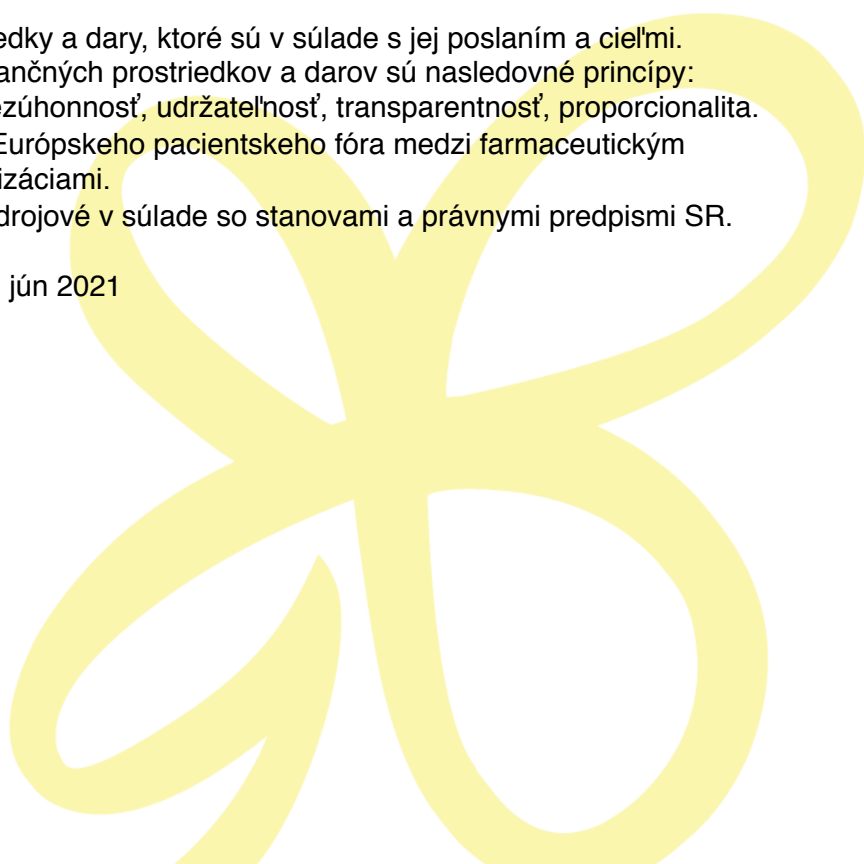 edky a dary, ktoré sú v súlade s jej poslaním a cieľmi.
ančných prostriedkov a darov sú nasledovné princípy:
ezúhonnosť, udržateľnosť, transparentnosť, proporcionalita.
Európskeho pacientskeho fóra medzi farmaceutickým
izáciami.
drojové v súlade so stanovami a právnymi predpismi SR.
jún 2021